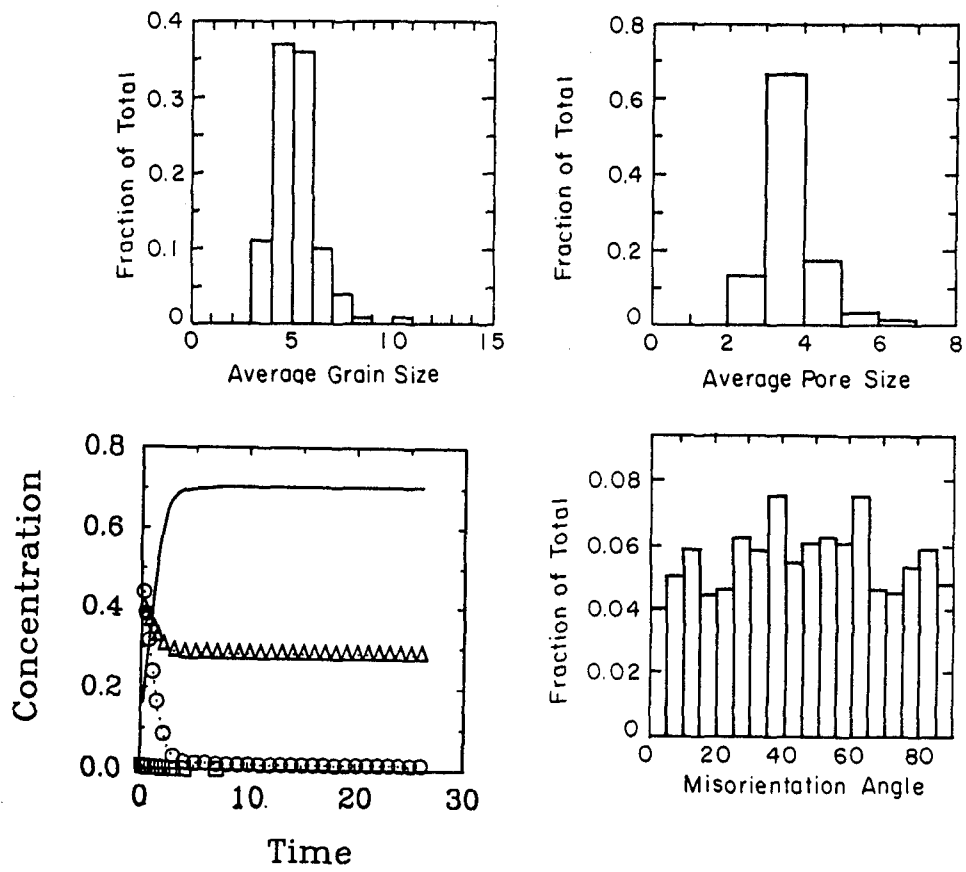 Fraction of Total
0.4
0.3
0.2
0.1
0
0 5 10 15
Average Grain Size
Fraction of Total
0.8
0.6
0.4
0.2
0
0 2 4 6 8
Average Pore Size
Concentration
0.8
0.6
0.4
0.2
0.0
0 10. 20 30
Time
Fraction of Total
0.08
0.06
0.04
0.02
0
0 20 40 60 80
Misorientation Angle